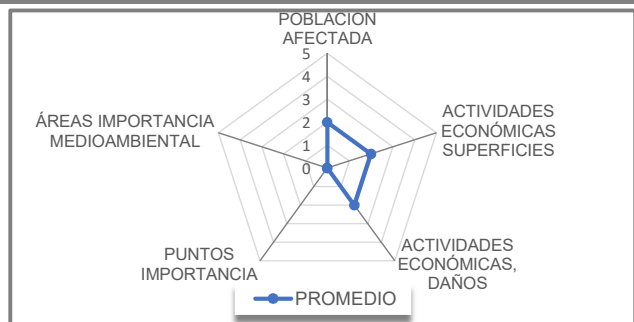 POBLACIÓN
AFECTADA
5
4
3
2
1
0
ACTIVIDADES
ECONÓMICAS
SUPERFICIES
ACTIVIDADES
ECONÓMICAS,
DAÑOS
PUNTOS
IMPORTANCIA
ÁREAS IMPORTANCIA
MEDIOAMBIENTAL
PROMEDIO